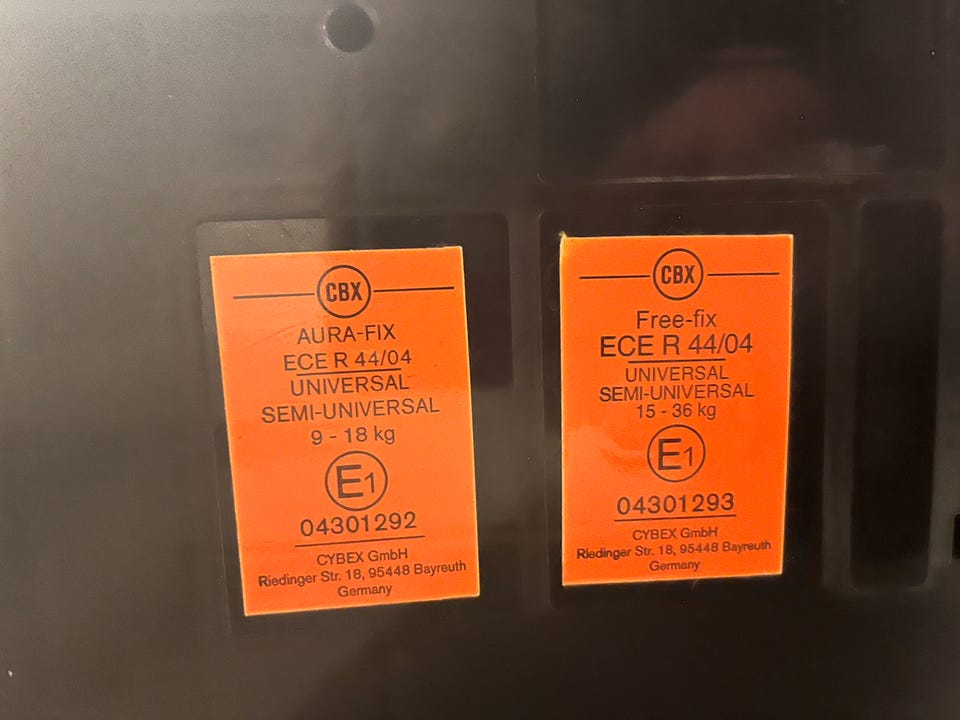 CBX
AURA-FIX
ECE R 44/04
UNIVERSAL
SEMI-UNIVERSAL
9 - 18 kg
E1
04301292
CYBEX GmbH
Riedinger Str. 18, 95448 Bayreuth
Germany
CBX
Free-fix
ECE R 44/04
UNIVERSAL
SEMI-UNIVERSAL
15 - 36 kg
E1
04301293
CYBEX GmbH
Riedinger Str. 18, 95448 Bayreuth
Germany